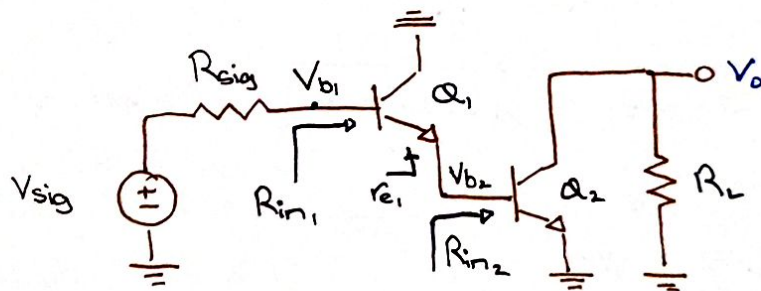 Rsig
Vb1
Q1
Vo
Vsig
Rin1
re1
Vb2
Q2
RL
Rin2